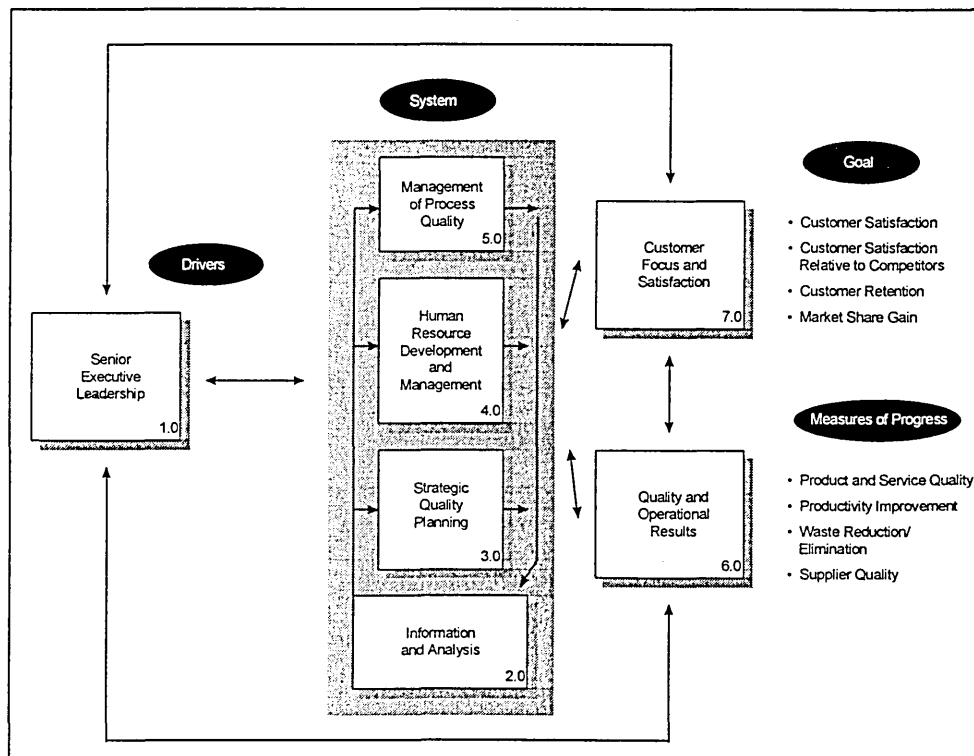 System
Management
of Process
Quality
5.0
Goal
• Customer Satisfaction
• Customer Satisfaction
Relative to Competitors
• Customer Retention
• Market Share Gain
Customer
Focus and
Satisfaction
7.0
Drivers
Human
Resource
Development
and
Management
4.0
Senior
Executive
Leadership
1.0
Measures of Progress
• Product and Service Quality
• Productivity Improvement
• Waste Reduction/
Elimination
• Supplier Quality
Strategic
Quality
Planning
3.0
Quality and
Operational
Results
6.0
Information
and Analysis
2.0